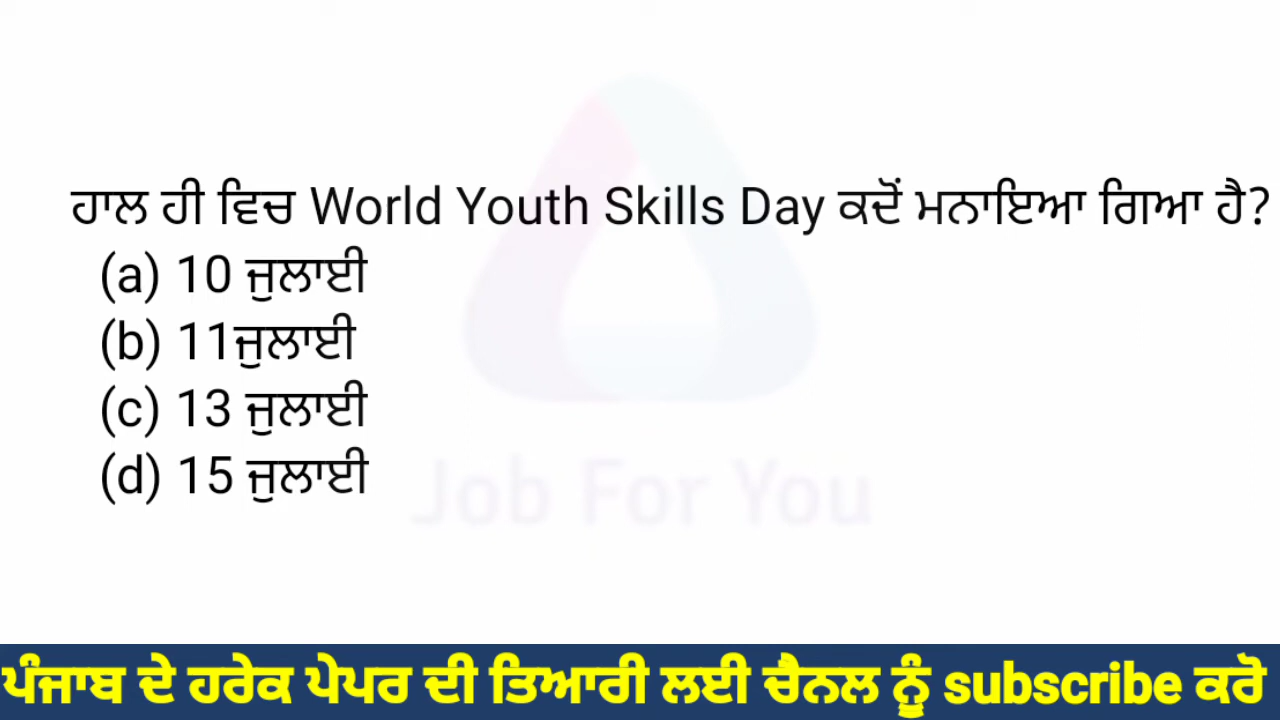 ਹਾਲ ਹੀ ਵਿਚ World Youth Skills Day ਕਦੋਂ ਮਨਾਇਆ ਗਿਆ ਹੈ?
(a) 10 ਜੁਲਾਈ
(b) 11ਜੁਲਾਈ
(c) 13 ਜੁਲਾਈ
(d) 15 ਜੁਲਾਈ
Job For You
ਪੰਜਾਬ ਦੇ ਹਰੇਕ ਪੇਪਰ ਦੀ ਤਿਆਰੀ ਲਈ ਚੈਨਲ ਨੂੰ subscribe ਕਰੋ